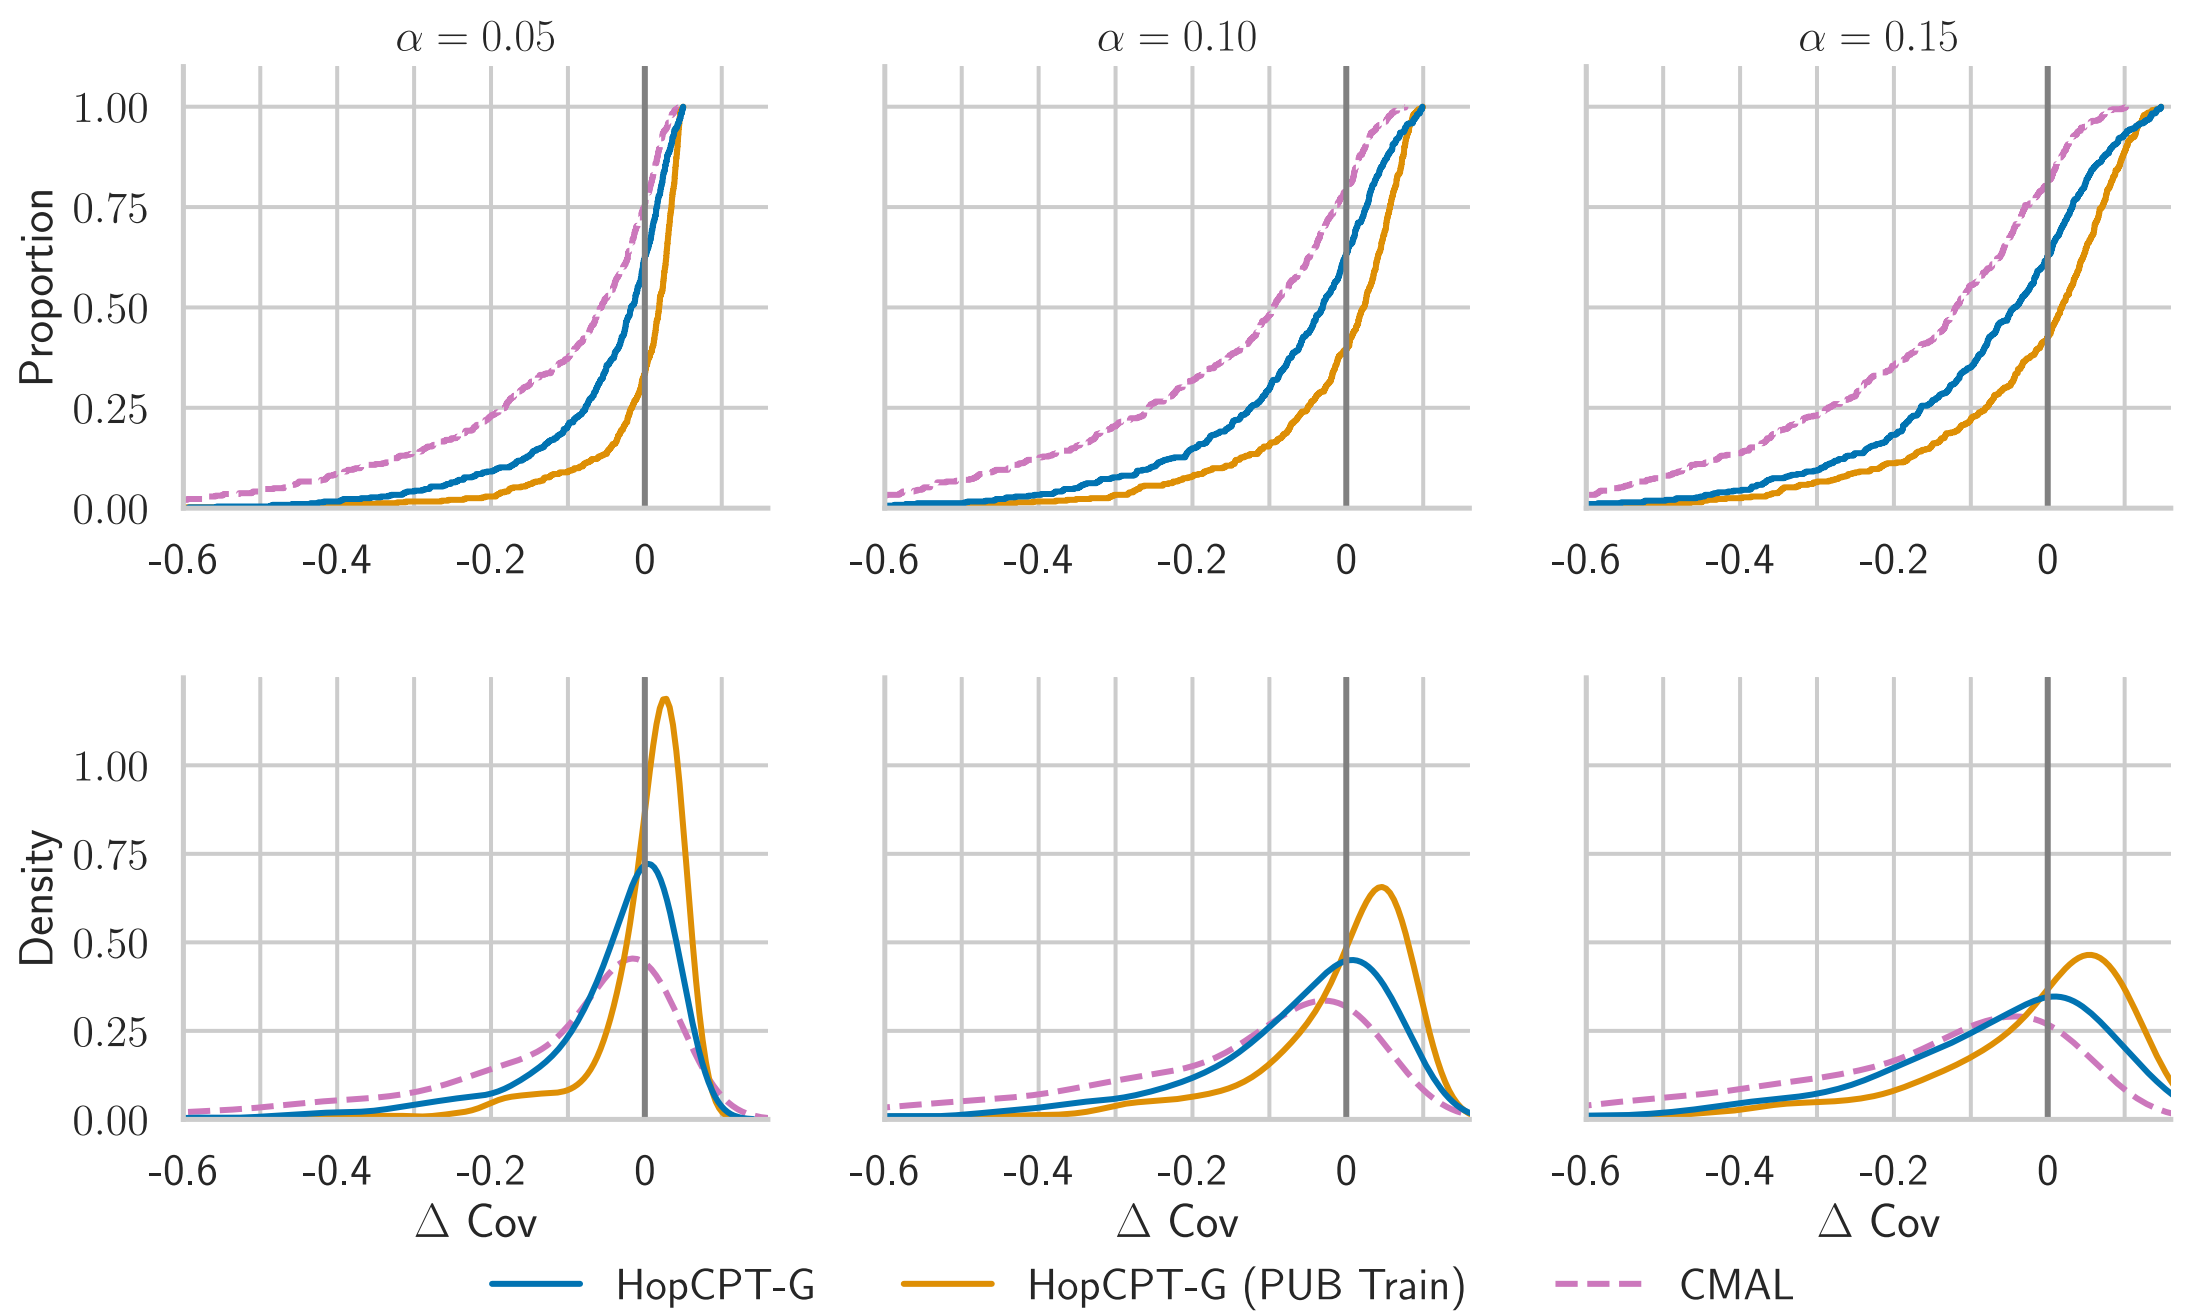 α = 0.05 α = 0.10 α = 0.15
Proportion
1.00
0.75
0.50
0.25
0.00
-0.6 -0.4 -0.2 0 -0.6 -0.4 -0.2 0 -0.6 -0.4 -0.2 0
Density
1.00
0.75
0.50
0.25
0.00
-0.6 -0.4 -0.2 0 -0.6 -0.4 -0.2 0 -0.6 -0.4 -0.2 0
Δ Cov Δ Cov Δ Cov
HopCPT-G HopCPT-G (PUB Train) CMAL